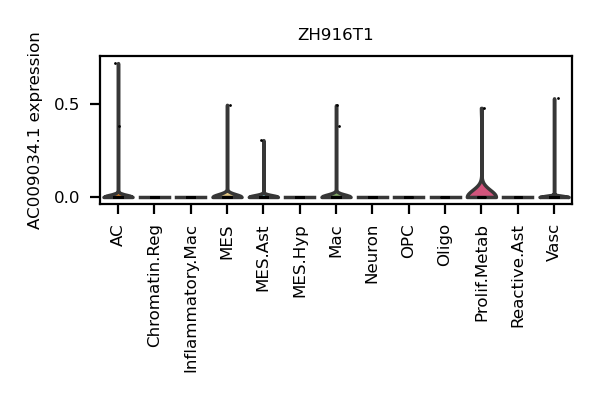 ZH916T1
AC009034.1 expression
0.5
0.0
AC
Chromatin.Reg
Inflammatory.Mac
MES
MES.Ast
MES.Hyp
Mac
Neuron
OPC
Oligo
Prolif.Metab
Reactive.Ast
Vasc